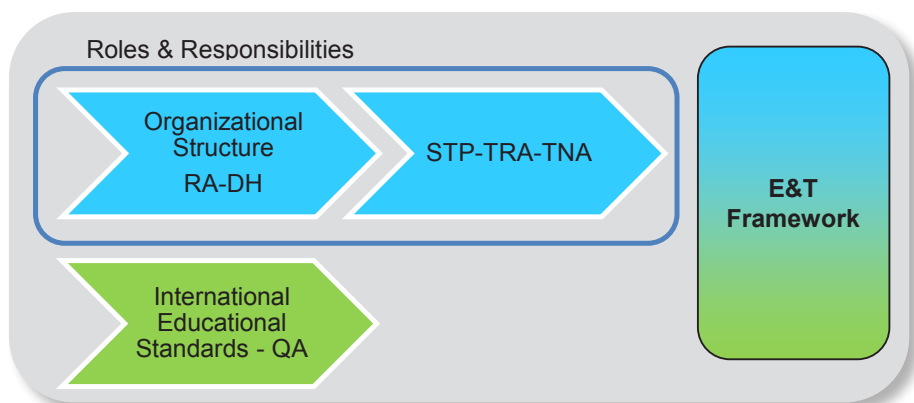 Roles & Responsibilities
Organizational
Structure
RA-DH
STP-TRA-TNA
E&T
Framework
International
Educational
Standards - QA